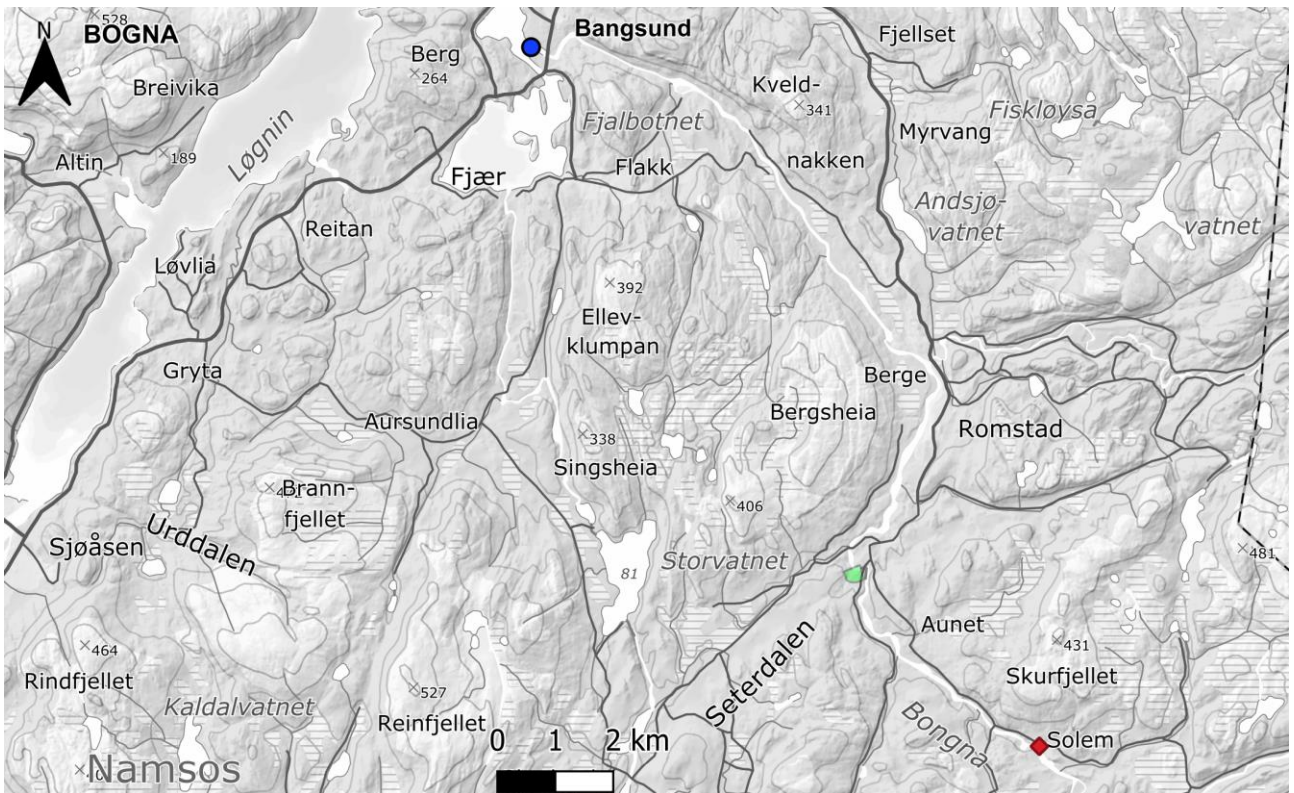 528
N
BOGNA
Bangsund
Fjellset
Berg
264
Breivika
Kveld-
341
nakken
Fiskløysa
Fjalbotnet
Myrvang
Løgnin
Altin
189
Fjær
Flakk
Andsjø-
vatnet
vatnet
Reitan
Løvlia
392
Ellev-
klumpan
Gryta
Berge
Bergsheia
Aursundlia
338
Singsheia
Romstad
Brann-
fjellet
406
Urddalen
Sjøåsen
Storvatnet
81
481
Aunet
431
Skurfjellet
464
Rindfjellet
Seterdalen
527
Reinfjellet
Kaldalvatnet
Bongna
Solem
0 1 2 km
Namsos